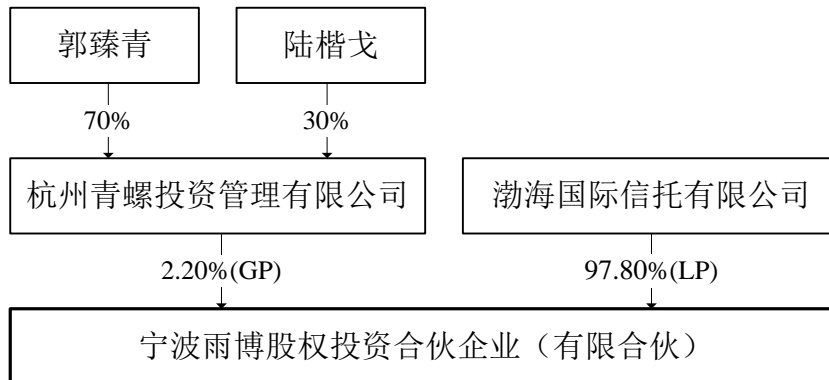 郭臻青
陆楷戈
70%
30%
杭州青螺投资管理有限公司
渤海国际信托有限公司
2.20%(GP)
97.80%(LP)
宁波雨博股权投资合伙企业（有限合伙）